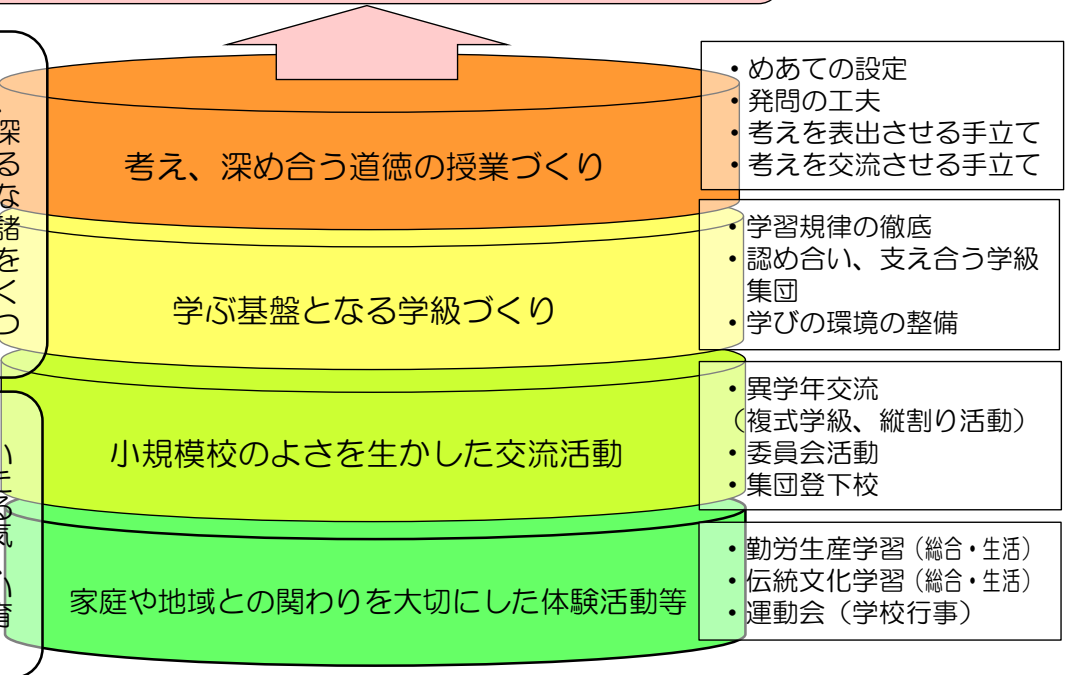 考え、深め合う道徳の授業づくり
・めあての設定
・発問の工夫
・考えを表出させる手立て
・考えを交流させる手立て
学ぶ基盤となる学級づくり
・学習規律の徹底
・認め合い、支え合う学級
集団
・学びの環境の整備
小規模校のよさを生かした交流活動
・異学年交流
（複式学級、縦割り活動）
・委員会活動
・集団登下校
家庭や地域との関わりを大切にした体験活動等
・勤労生産学習（総合・生活）
・伝統文化学習（総合・生活）
・運動会（学校行事）
深るな諸をくつ